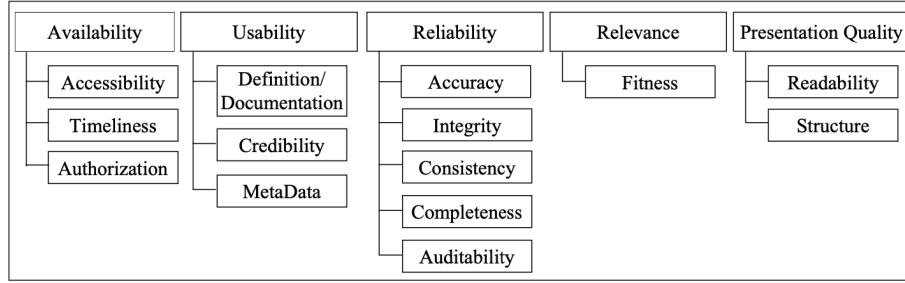 Availability
Accessibility
Timeliness
Authorization
Usability
Definition/
Documentation
Credibility
MetaData
Reliability
Accuracy
Integrity
Consistency
Completeness
Auditability
Relevance
Fitness
Presentation Quality
Readability
Structure